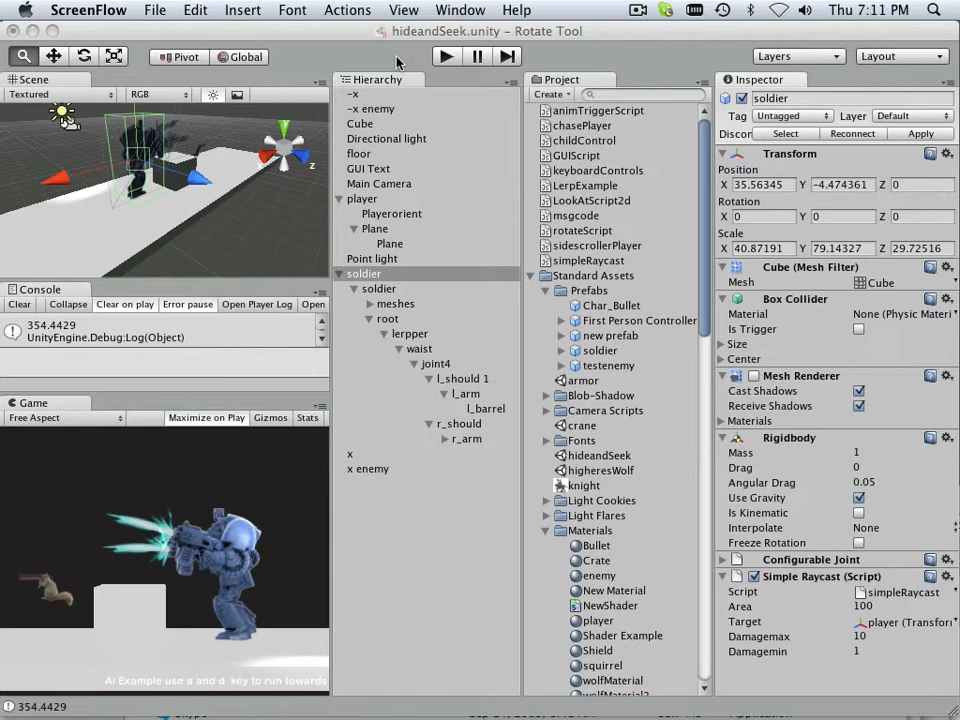 ScreenFlow File Edit Insert Font Actions View Window Help Thu 7:11 PM
hideandSeek.unity - Rotate Tool
Pivot Global Layers Layout
Scene
Textured RGB
z
Console
Clear Collapse Clear on play Error pause Open Player Log Open
354.4429
UnityEngine.Debug:Log(Object)
Game
Free Aspect Maximize on Play Gizmos Stats
AI Example use a and d key to run towards
354.4429
Hierarchy
-x
-x enemy
Cube
Directional light
floor
GUI Text
Main Camera
player
Playerorient
Plane
Plane
Point light
soldier
soldier
meshes
root
lerpper
waist
joint4
l_should 1
l_arm
l_barrel
r_should
r_arm
x
x enemy
Project
Create
animTriggerScript
chasePlayer
childControl
GUIScript
keyboardControls
LerpExample
LookAtScript2d
msgcode
rotateScript
sidescrollerPlayer
simpleRaycast
Standard Assets
Prefabs
Char_Bullet
First Person Controller
new prefab
soldier
testenemy
armor
Blob-Shadow
Camera Scripts
crane
Fonts
hideandSeek
higheresWolf
knight
Light Cookies
Light Flares
Materials
Bullet
Crate
enemy
New Material
NewShader
player
Shader Example
Shield
squirrel
wolfMaterial
wolfMaterial2
Inspector
soldier
Tag Untagged Layer Default
Discon Select Reconnect Apply
Transform
Position
X 35.56345 Y -4.474361 Z 0
Rotation
X 0 Y 0 Z 0
Scale
X 40.87191 Y 79.14327 Z 29.72516
Cube (Mesh Filter)
Mesh Cube
Box Collider
Material None (Physic Materi
Is Trigger
Size
Center
Mesh Renderer
Cast Shadows
Receive Shadows
Materials
Rigidbody
Mass 1
Drag 0
Angular Drag 0.05
Use Gravity
Is Kinematic
Interpolate None
Freeze Rotation
Configurable Joint
Simple Raycast (Script)
Script simpleRaycast
Area 100
Target player (Transfor
Damagemax 10
Damagemin 1